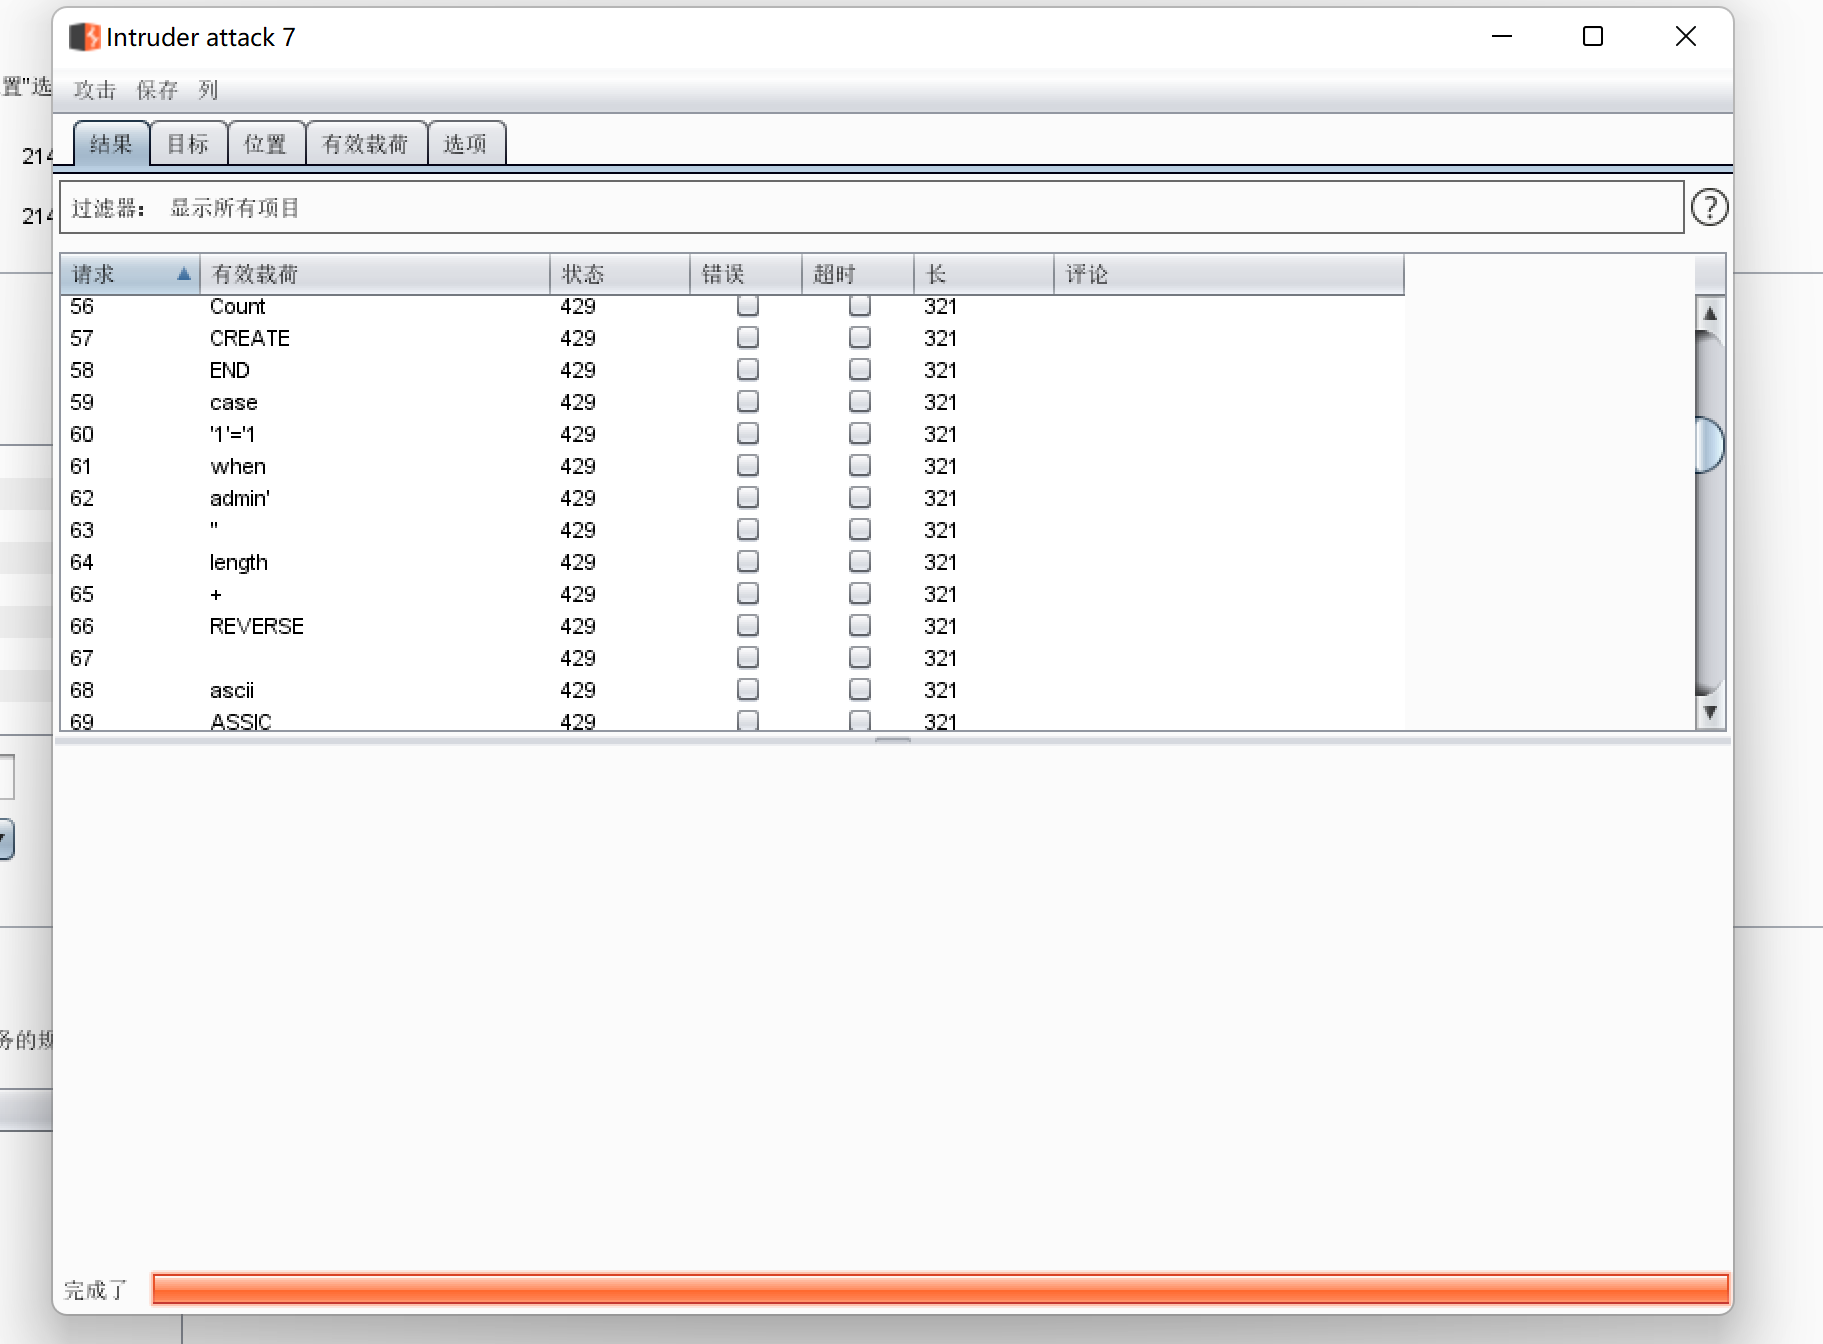 Intruder attack 7
置"选
攻击 保存 列
214
结果 目标 位置 有效载荷 选项
214
过滤器： 显示所有项目
?
请求 有效载荷 状态 错误 超时 长 评论
56 Count 429 321
57 CREATE 429 321
58 END 429 321
59 case 429 321
60 '1'='1 429 321
61 when 429 321
62 admin' 429 321
63 " 429 321
64 length 429 321
65 + 429 321
66 REVERSE 429 321
67 429 321
68 ascii 429 321
69 ASSIC 429 321
务的规
完成了